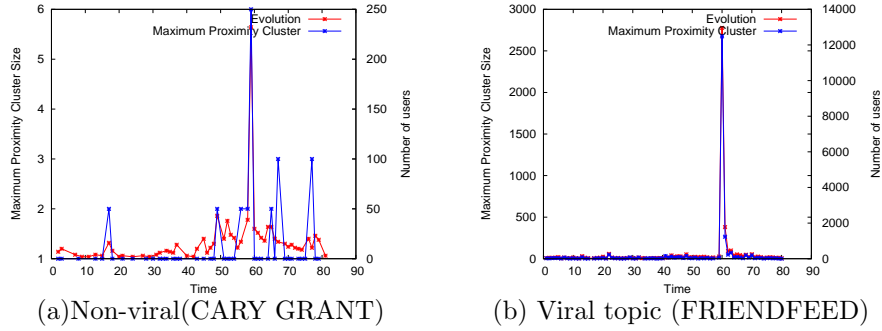 Evolution
Maximum Proximity Cluster
Maximum Proximity Cluster Size
6
5
4
3
2
1
250
200
150
100
50
0
Number of users
0 10 20 30 40 50 60 70 80 90
Time
(a)Non-viral(CARY GRANT)
Evolution
Maximum Proximity Cluster
Maximum Proximity Cluster Size
3000
2500
2000
1500
1000
500
0
14000
12000
10000
8000
6000
4000
2000
0
Number of users
0 10 20 30 40 50 60 70 80 90
Time
(b) Viral topic (FRIENDFEED)